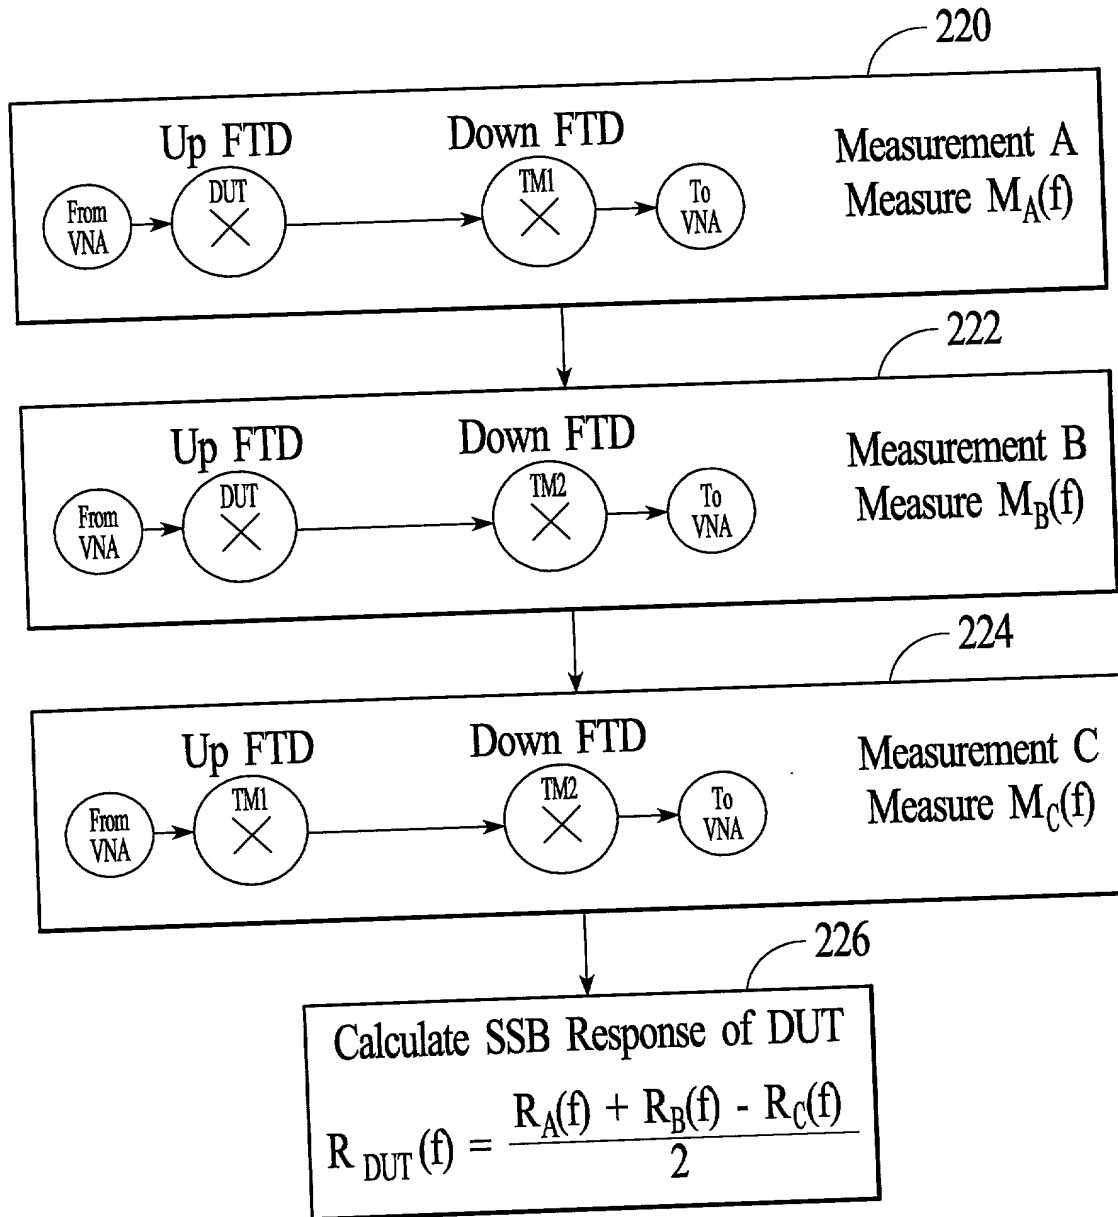 220
Up FTD
Down FTD
Measurement A
Measure M_A(f)
From
VNA
DUT
TM1
To
VNA
222
Up FTD
Down FTD
Measurement B
Measure M_B(f)
From
VNA
DUT
TM2
To
VNA
224
Up FTD
Down FTD
Measurement C
Measure M_C(f)
From
VNA
TM1
TM2
To
VNA
226
Calculate SSB Response of DUT
R_DUT(f) = R_A(f) + R_B(f) - R_C(f)
2